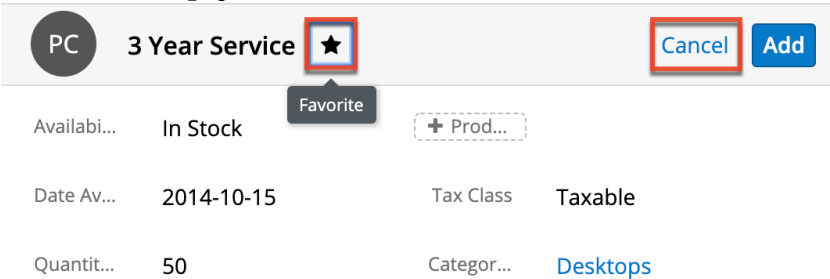 PC 3 Year Service Cancel Add
Favorite
Availabi... In Stock Prod...
Date Av... 2014-10-15 Tax Class Taxable
Quantit... 50 Categor... Desktops